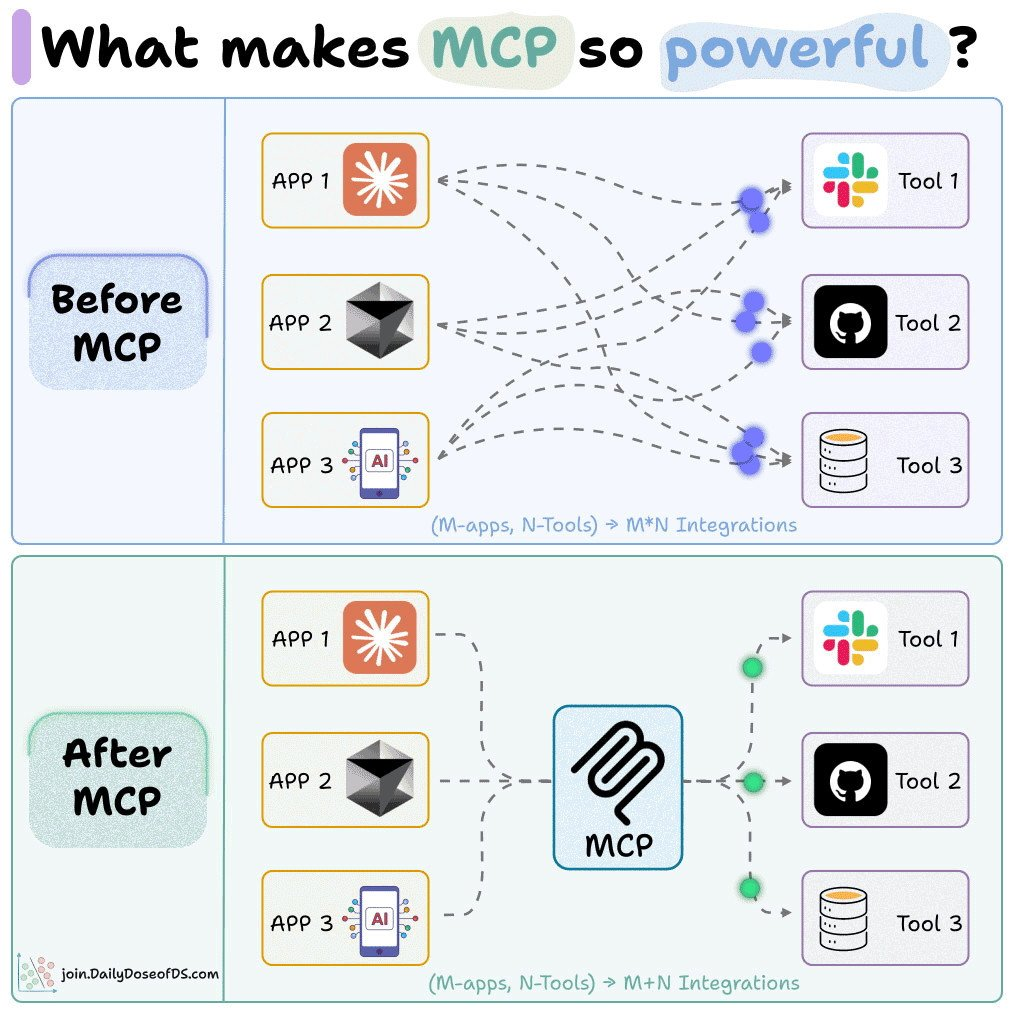 What makes MCP so powerful ?
Before
MCP
APP 1
Tool 1
APP 2
Tool 2
APP 3
AI
Tool 3
(M-apps, N-Tools) → M*N Integrations
After
MCP
APP 1
Tool 1
APP 2
MCP
Tool 2
APP 3
AI
Tool 3
join.DailyDoseofDS.com
(M-apps, N-Tools) → M+N Integrations